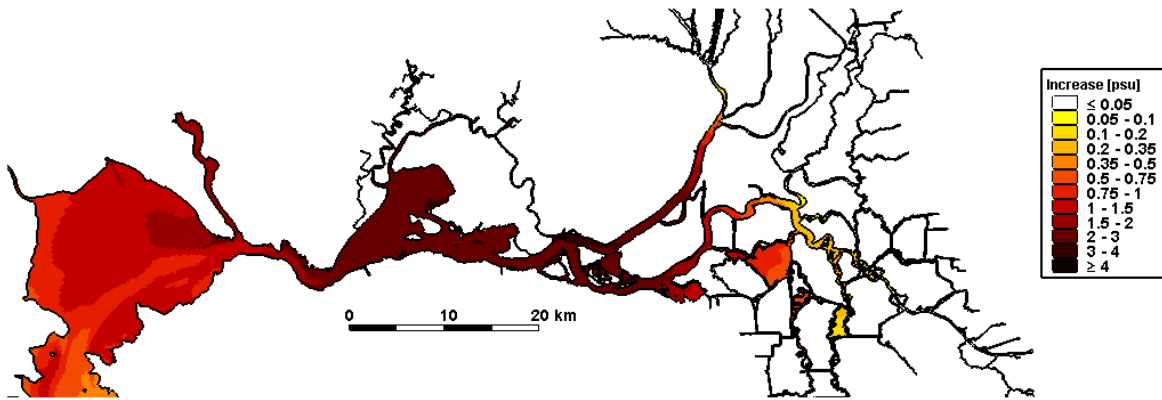 Increase [psu]
≤ 0.05
0.05 - 0.1
0.1 - 0.2
0.2 - 0.35
0.35 - 0.5
0.5 - 0.75
0.75 - 1
1 - 1.5
1.5 - 2
2 - 3
3 - 4
≥ 4
0 10 20 km